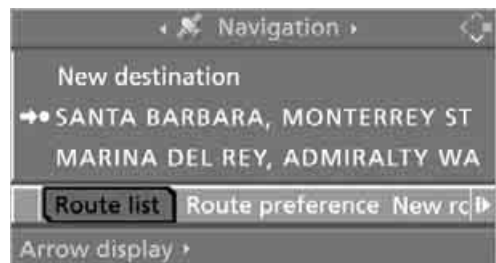 Navigation
New destination
SANTA BARBARA, MONTERREY ST
MARINA DEL REY, ADMIRALTY WA
Route list Route preference New ro
Arrow display